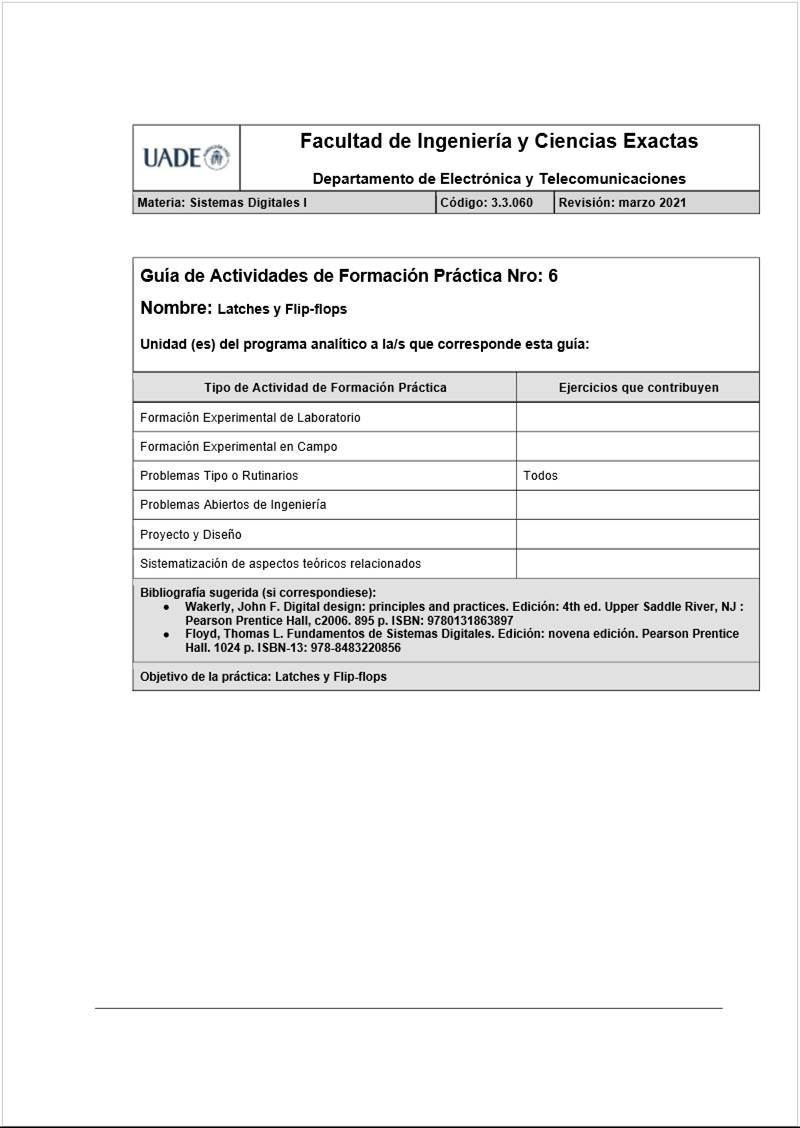 UADE
Facultad de Ingeniería y Ciencias Exactas
Departamento de Electrónica y Telecomunicaciones
Materia: Sistemas Digitales I
Código: 3.3.060
Revisión: marzo 2021
Guía de Actividades de Formación Práctica Nro: 6
Nombre: Latches y Flip-flops
Unidad (es) del programa analítico a la/s que corresponde esta guía:
Tipo de Actividad de Formación Práctica
Ejercicios que contribuyen
Formación Experimental de Laboratorio
Formación Experimental en Campo
Problemas Tipo o Rutinarios
Todos
Problemas Abiertos de Ingeniería
Proyecto y Diseño
Sistematización de aspectos teóricos relacionados
Bibliografía sugerida (si correspondiese):
● Wakerly, John F. Digital design: principles and practices. Edición: 4th ed. Upper Saddle River, NJ :
Pearson Prentice Hall, c2006. 895 p. ISBN: 9780131863897
● Floyd, Thomas L. Fundamentos de Sistemas Digitales. Edición: novena edición. Pearson Prentice
Hall. 1024 p. ISBN-13: 978-8483220856
Objetivo de la práctica: Latches y Flip-flops